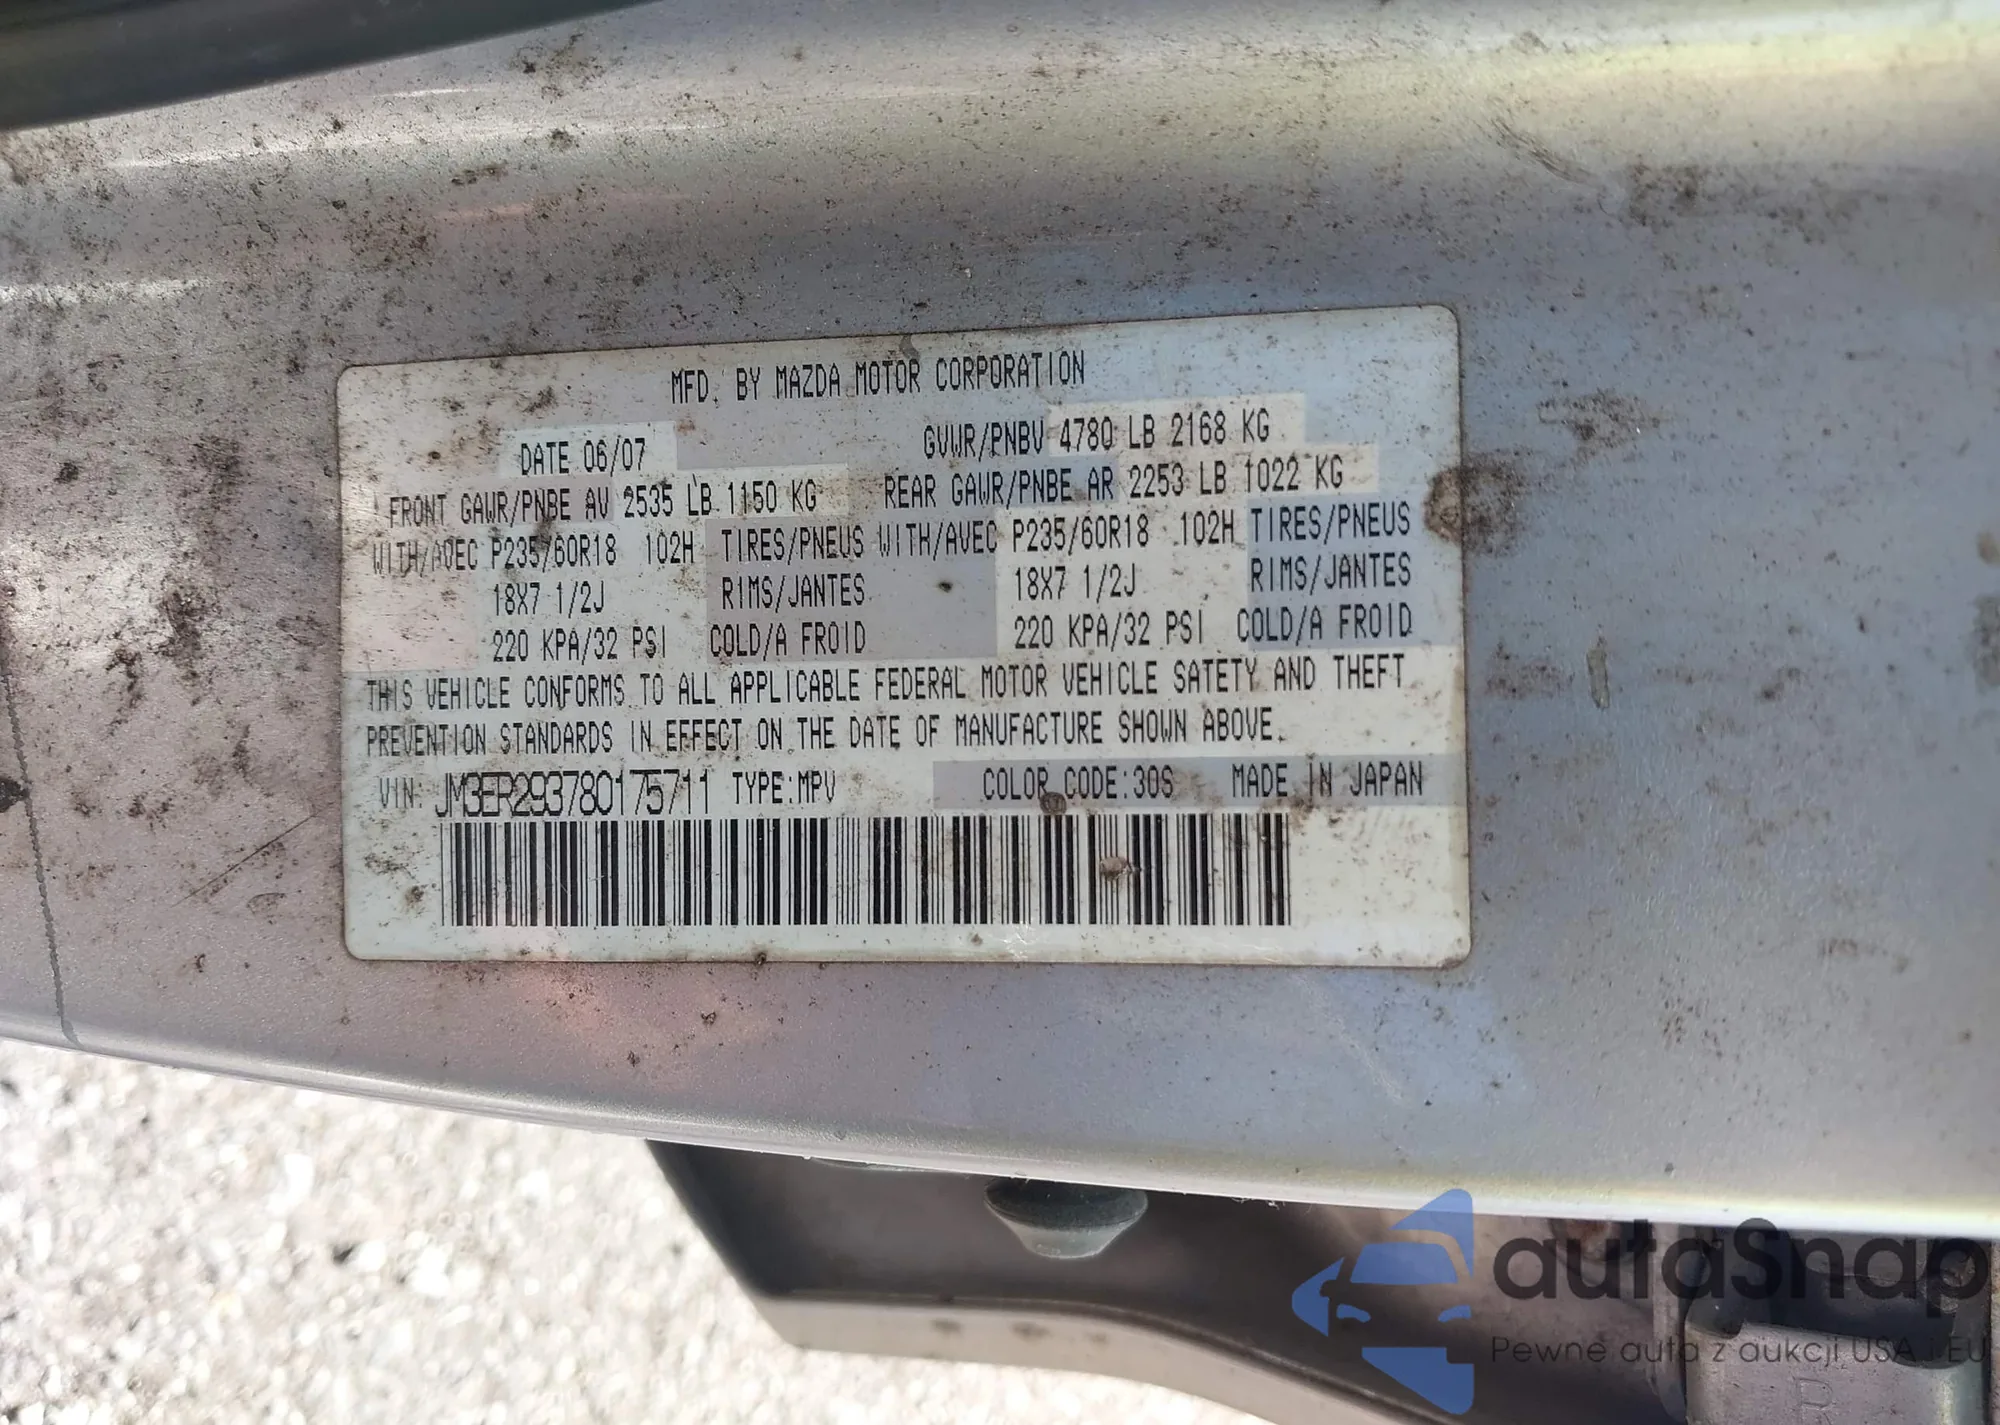 MFD. BY MAZDA MOTOR CORPORATION
DATE 06/07 GVWR/PNBV 4780 LB 2168 KG
FRONT GAWR/PNBE AV 2535 LB 1150 KG REAR GAWR/PNBE AR 2253 LB 1022 KG
WITH/AVEC P235/60R18 102H TIRES/PNEUS WITH/AVEC P235/60R18 102H TIRES/PNEUS
18X7 1/2J RIMS/JANTES 18X7 1/2J RIMS/JANTES
220 KPA/32 PSI COLD/A FROID 220 KPA/32 PSI COLD/A FROID
THIS VEHICLE CONFORMS TO ALL APPLICABLE FEDERAL MOTOR VEHICLE SATETY AND THEFT
PREVENTION STANDARDS IN EFFECT ON THE DATE OF MANUFACTURE SHOWN ABOVE.
VIN: JM3ER293780175711 TYPE:MPV COLOR CODE:30S MADE IN JAPAN
autaSnap
Pewne auta z aukcji USA i EU